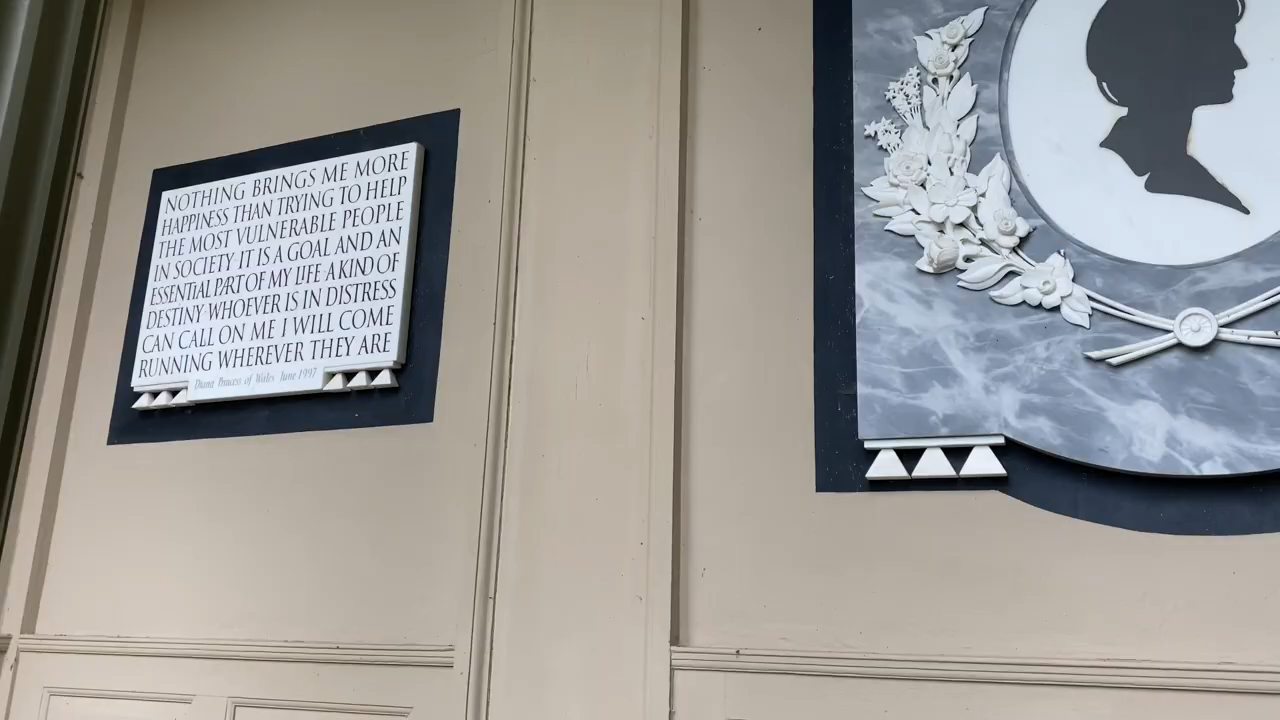 NOTHING BRINGS ME MORE
HAPPINESS THAN TRYING TO HELP
THE MOST VULNERABLE PEOPLE
IN SOCIETY IT IS A GOAL AND AN
ESSENTIAL PART OF MY LIFE · A KIND OF
DESTINY · WHOEVER IS IN DISTRESS
CAN CALL ON ME I WILL COME
RUNNING WHEREVER THEY ARE
Diana Princess of Wales June 1997